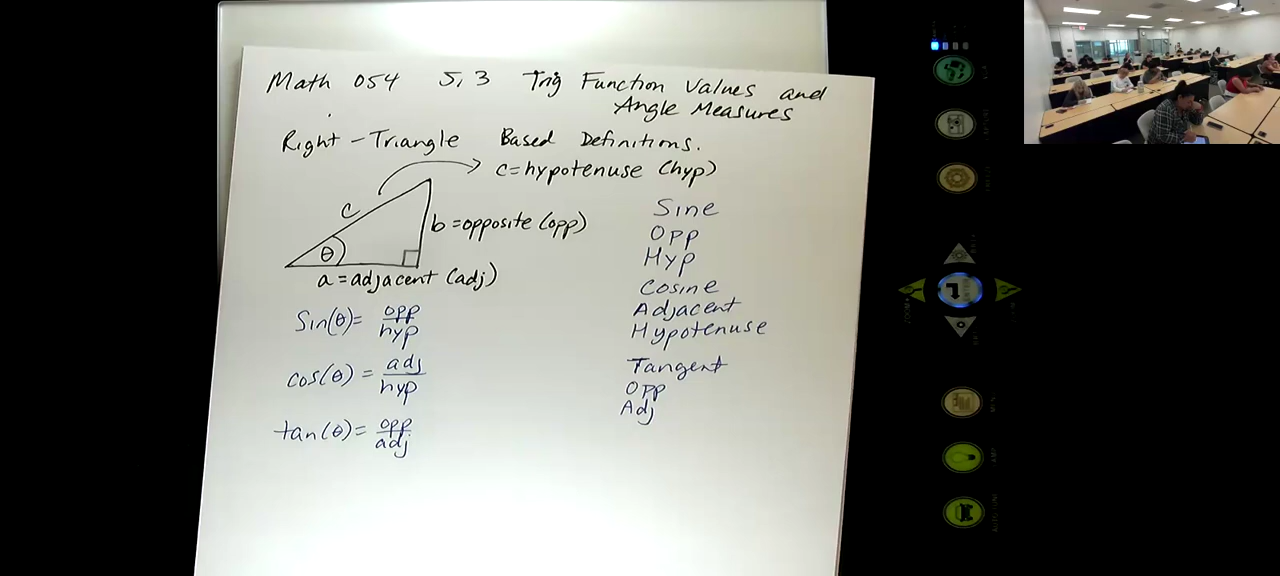 Math 054 5.3 Trig Function Values and
Angle Measures
Right-Triangle Based Definitions.
c=hypotenuse (hyp)
c
b=opposite (opp)
θ
a=adjacent (adj)
Sin(θ)= opp/hyp
cos(θ)= adj/hyp
tan(θ)= opp/adj
Sine
Opp
Hyp
Cosine
Adjacent
Hypotenuse
Tangent
Opp
Adj